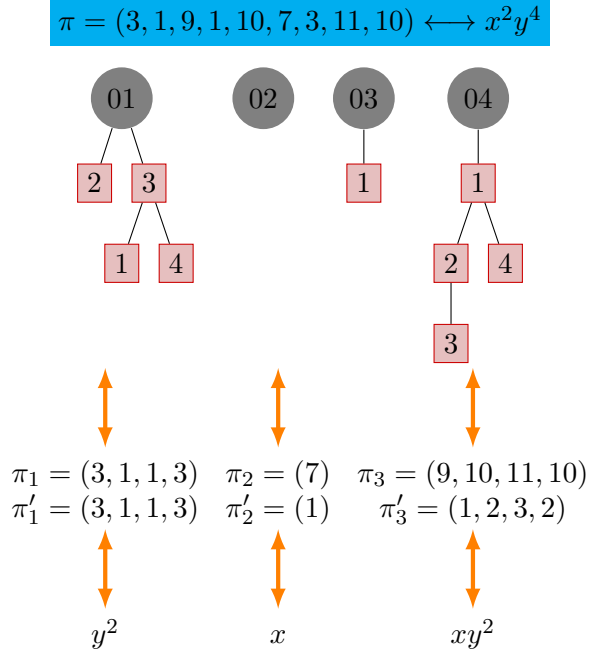 π = (3, 1, 9, 1, 10, 7, 3, 11, 10) ⟷ x²y⁴
01 02 03 04
2 3 1 1
1 4 2 4
3
π₁ = (3, 1, 1, 3) π₂ = (7) π₃ = (9, 10, 11, 10)
π′₁ = (3, 1, 1, 3) π′₂ = (1) π′₃ = (1, 2, 3, 2)
y² x xy²